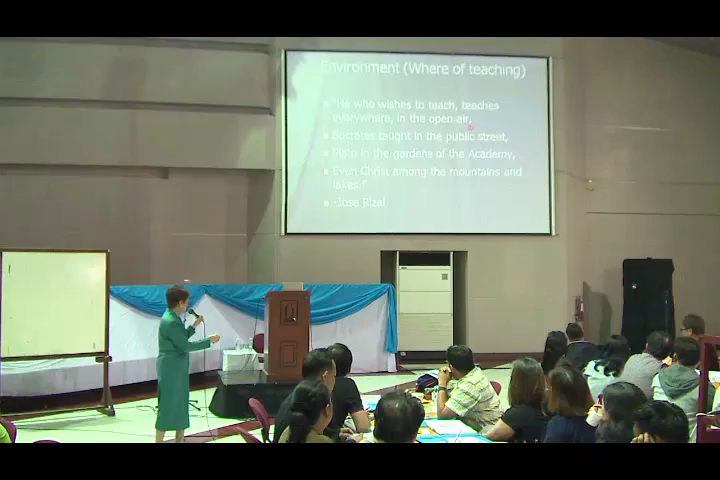 Environment (Where of teaching)
"He who wishes to teach, teaches
everywhere, in the open air,
Socrates taught in the public street,
Plato in the gardens of the Academy,
Even Christ among the mountains and
lakes."
-Jose Rizal